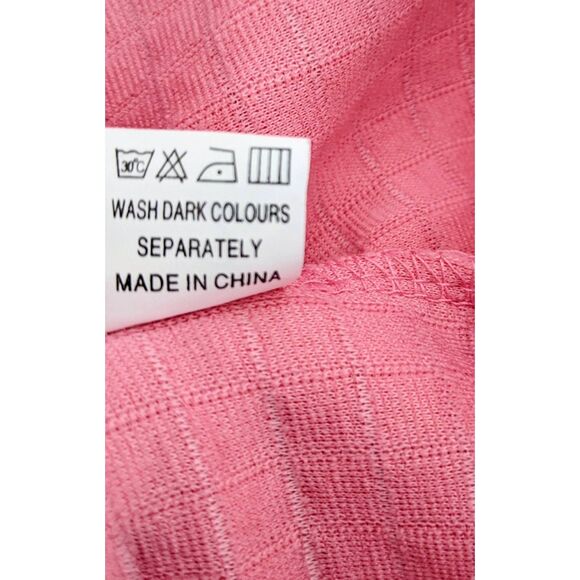 30°C
WASH DARK COLOURS
SEPARATELY
MADE IN CHINA